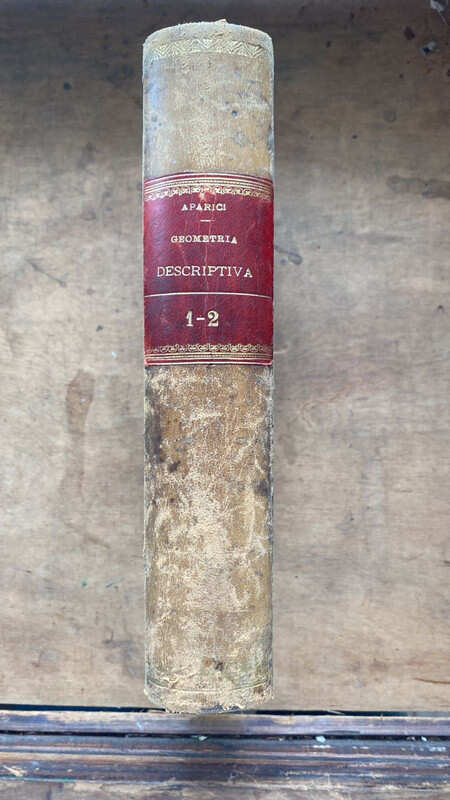 APARICI
GEOMETRIA
DESCRIPTIVA
1-2